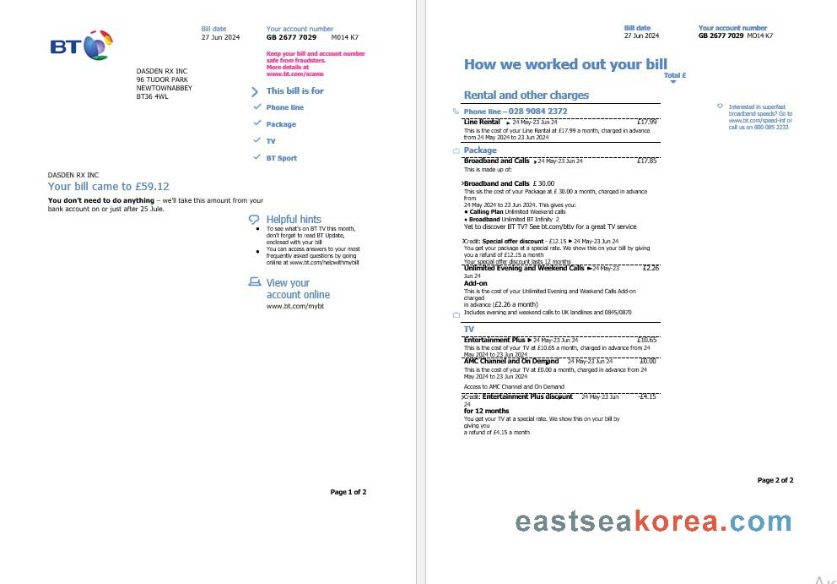 Bill date
27 Jun 2024
Your account number
GB 2677 7029 M014 K7
BT
Keep your bill and account number
safe from fraudsters.
More details at
www.bt.com/scams
DASDEN RX INC
96 TUDOR PARK
NEWTOWNABBEY
BT36 4WL
This bill is for
Phone line
Package
TV
BT Sport
DASDEN RX INC
Your bill came to £59.12
You don't need to do anything – we'll take this amount from your
bank account on or just after 25 Jule.
Helpful hints
• To see what's on BT TV this month,
don't forget to read BT Update,
enclosed with your bill
• You can access answers to your most
frequently asked questions by going
online at www.bt.com/helpwithmybill
View your
account online
www.bt.com/mybt
Page 1 of 2
Bill date
27 Jun 2024
Your account number
GB 2677 7029 M014 K7
How we worked out your bill
Total £
Rental and other charges
Phone line – 028 9084 2372
Line Rental 24 May-23 Jun 24 £17.99
This is the cost of your Line Rental at £17.99 a month, charged in advance
from 24 May 2024 to 23 Jun 2024
Interested in superfast
broadband speeds? Go to
www.bt.com/speed-inf or
call us on 080 085 2233
Package
Broadband and Calls 24 May-23 Jun 24 £17.85
This is made up of:
Broadband and Calls £ 30.00
This sis the cost of your Package at £ 30.00 a month, charged in advance
from
24 May 2024 to 23 Jun 2024. This gives you:
• Calling Plan Unlimited Weekend calls
• Broadband Unlimited BT Infinity 2
Yet to discover BT TV? See bt.com/bttv for a great TV service
Credit: Special offer discount - £12.15 24 May-23 Jun 24
You get your package at a special rate. We show this on your bill by giving
you a refund of £12.15 a month
Your special offer discount lasts 12 months
Unlimited Evening and Weekend Calls 24 May-23 £2.26
Jun 24
Add-on
This is the cost of your Unlimited Evening and Weekend Calls Add-on
charged
in advance (£2.26 a month)
Includes evening and weekend calls to UK landlines and 0845/0870
TV
Entertainment Plus 24 May-23 Jun 24 £10.65
This is the cost of your TV at £10.65 a month, charged in advance from 24
May 2024 to 23 Jun 2024
AMC Channel and On Demand 24 May-23 Jun 24 £0.00
This is the cost of your TV at £0.00 a month, charged in advance from 24
May 2024 to 23 Jun 2024
Access to AMC Channel and On Demand
Credit: Entertainment Plus discount 24 May-23 Jun -£4.15
24
for 12 months
You get your TV at a special rate. We show this on your bill by
giving you
a refund of £4.15 a month
Page 2 of 2
eastseakorea.com